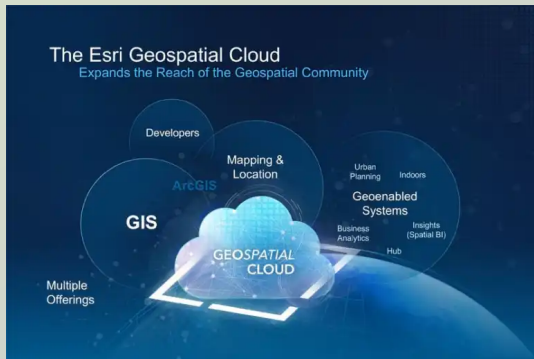 The Esri Geospatial Cloud
Expands the Reach of the Geospatial Community
Developers
Mapping &
Location
ArcGIS
GIS
Urban
Planning
Indoors
Geoenabled
Systems
Business
Analytics
Insights
(Spatial BI)
Hub
GEOSPATIAL
CLOUD
Multiple
Offerings